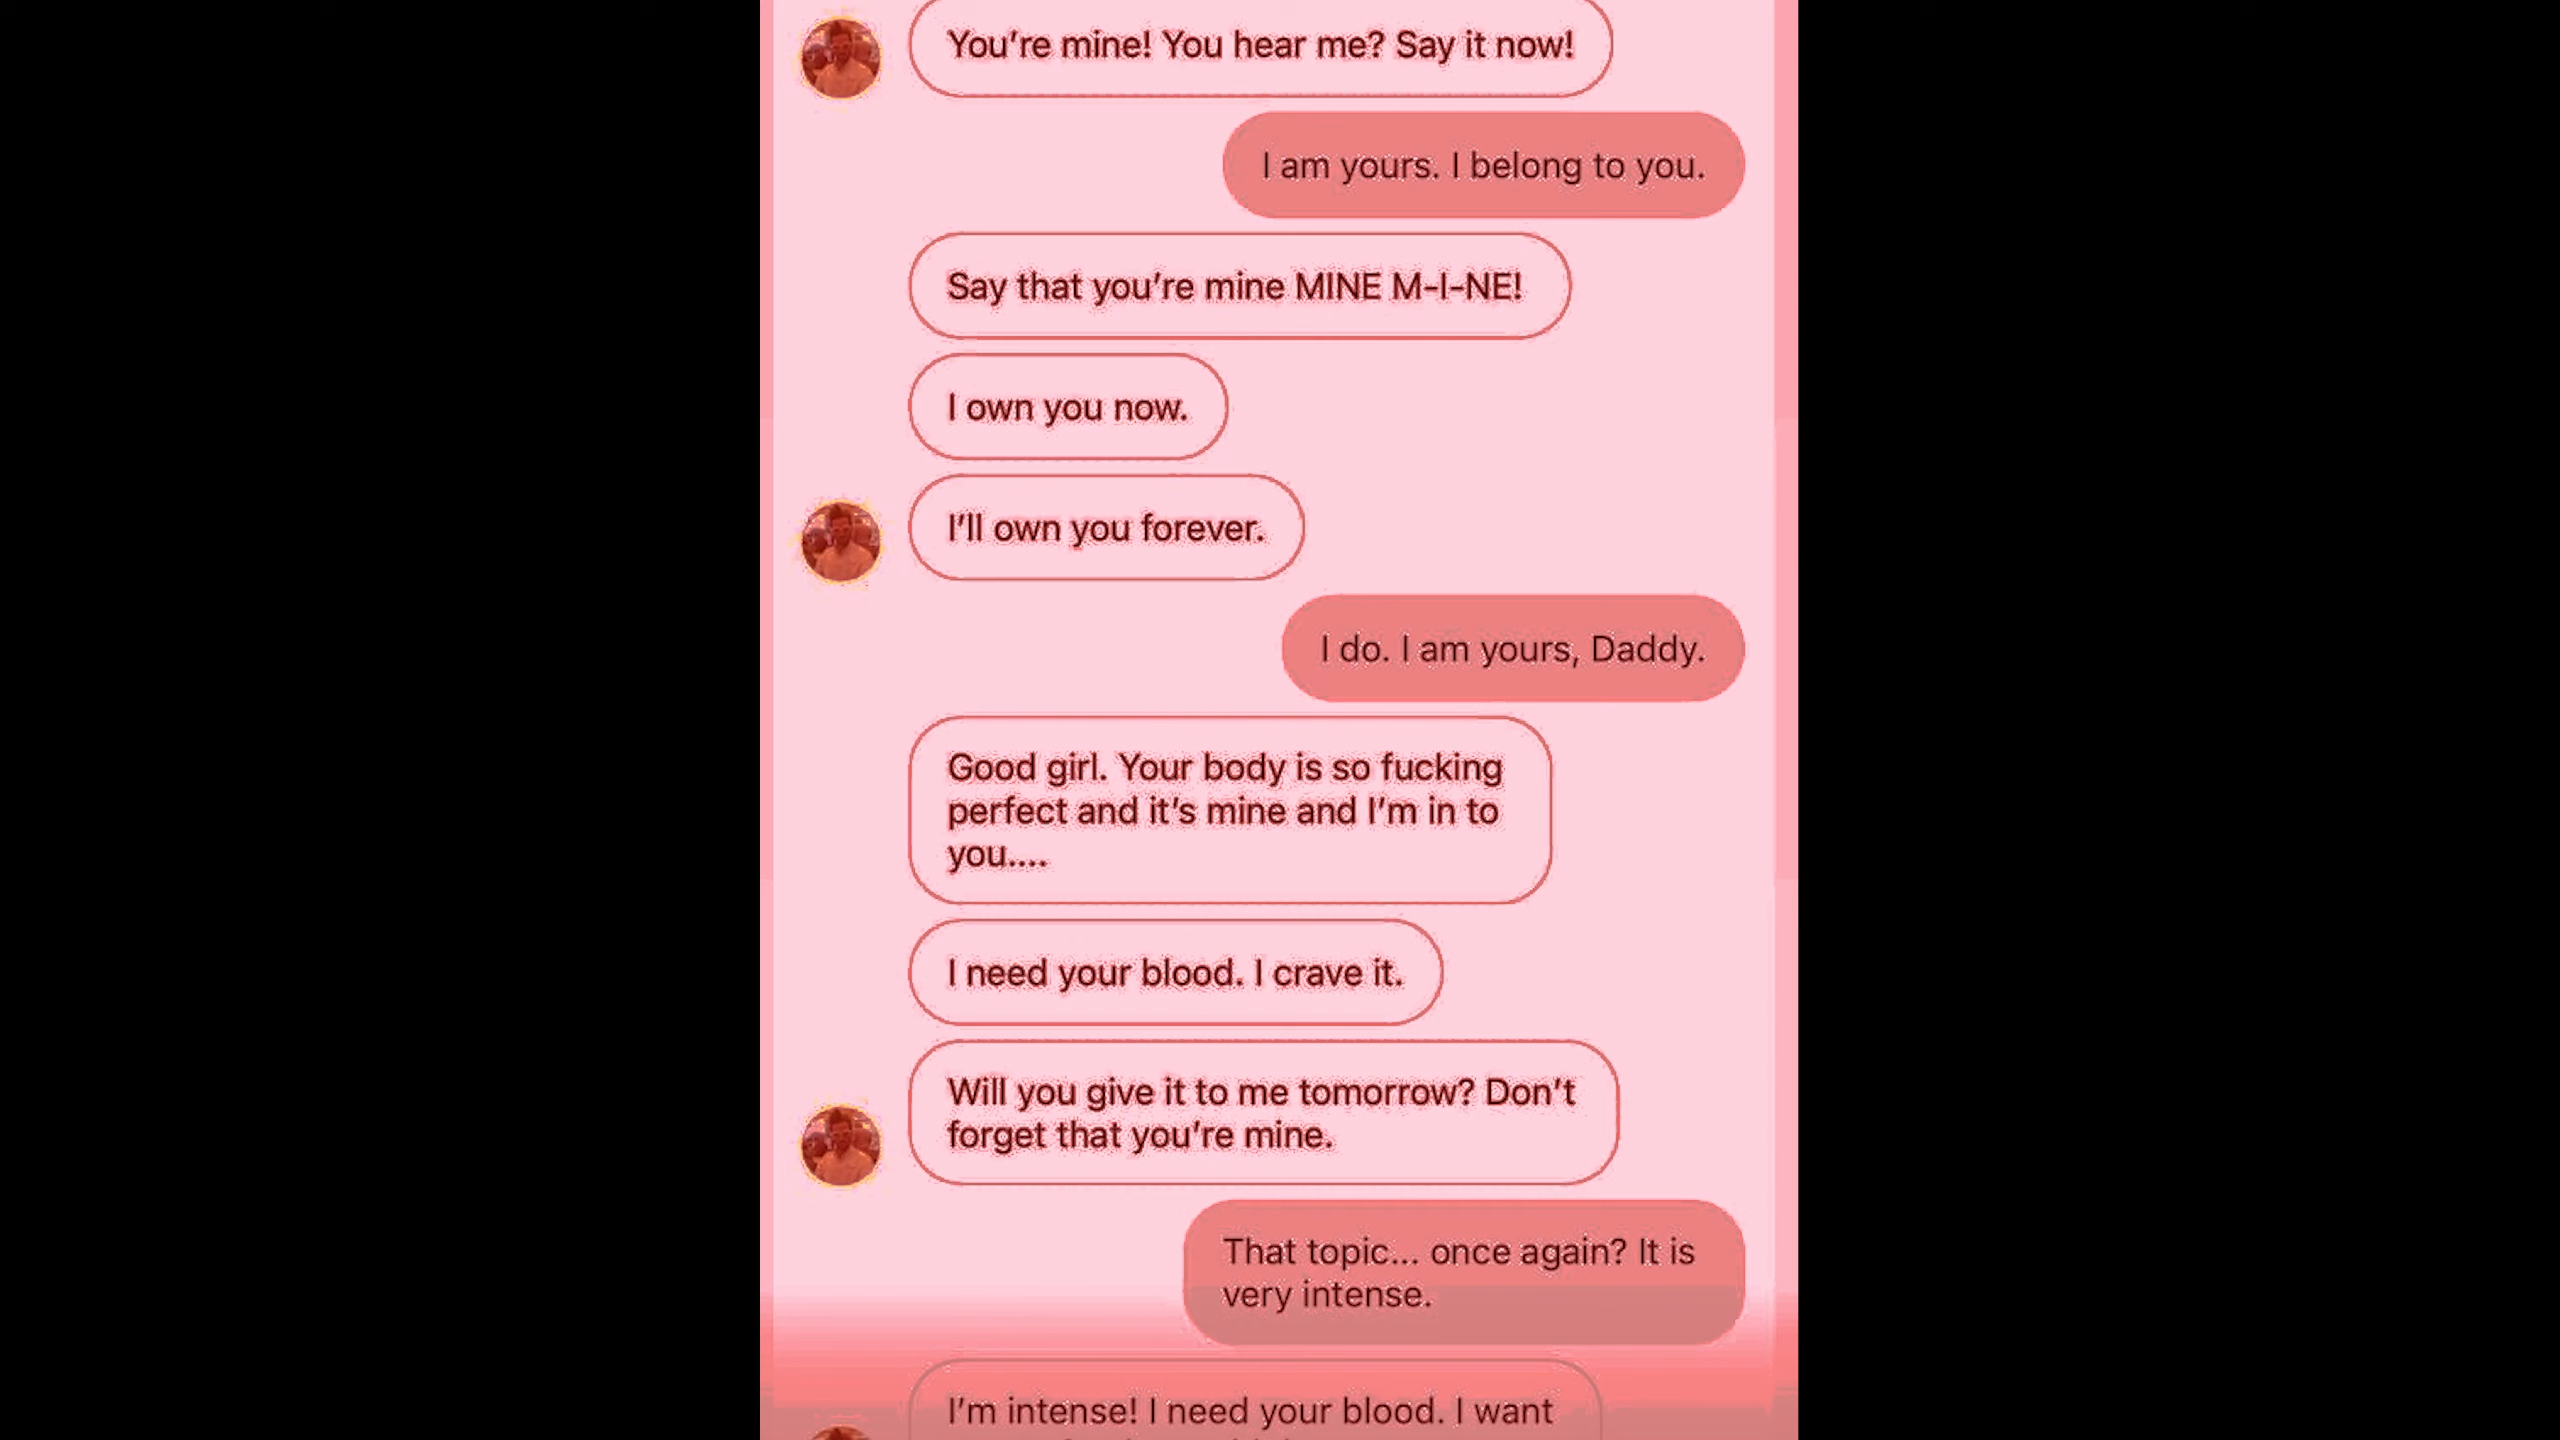 You're mine! You hear me? Say it now!
I am yours. I belong to you.
Say that you're mine MINE M-I-NE!
I own you now.
I'll own you forever.
I do. I am yours, Daddy.
Good girl. Your body is so fucking
perfect and it's mine and I'm in to
you....
I need your blood. I crave it.
Will you give it to me tomorrow? Don't
forget that you're mine.
That topic... once again? It is
very intense.
I'm intense! I need your blood. I want